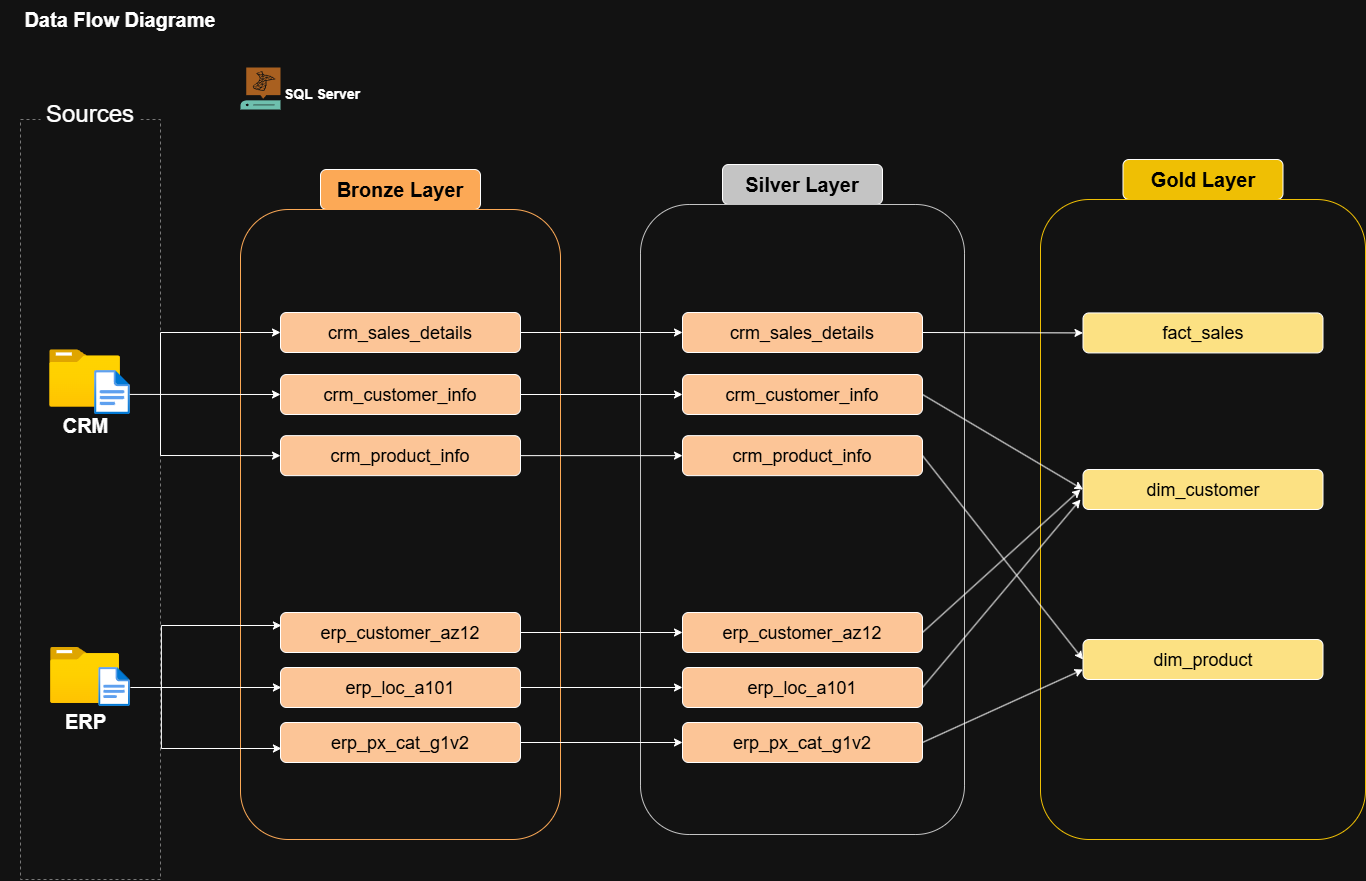 Data Flow Diagrame
SQL Server
Sources
Bronze Layer
Silver Layer
Gold Layer
crm_sales_details
crm_sales_details
fact_sales
crm_customer_info
crm_customer_info
CRM
crm_product_info
crm_product_info
dim_customer
erp_customer_az12
erp_customer_az12
dim_product
erp_loc_a101
erp_loc_a101
ERP
erp_px_cat_g1v2
erp_px_cat_g1v2